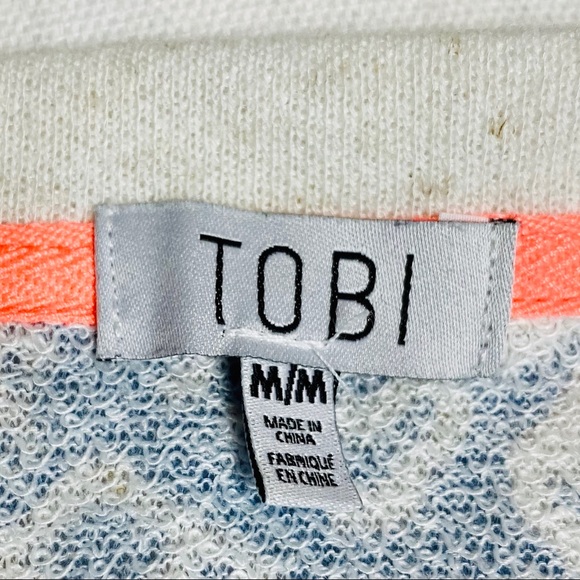 TOBI
M/M
MADE IN
CHINA
FABRIQUÉ
EN CHINE